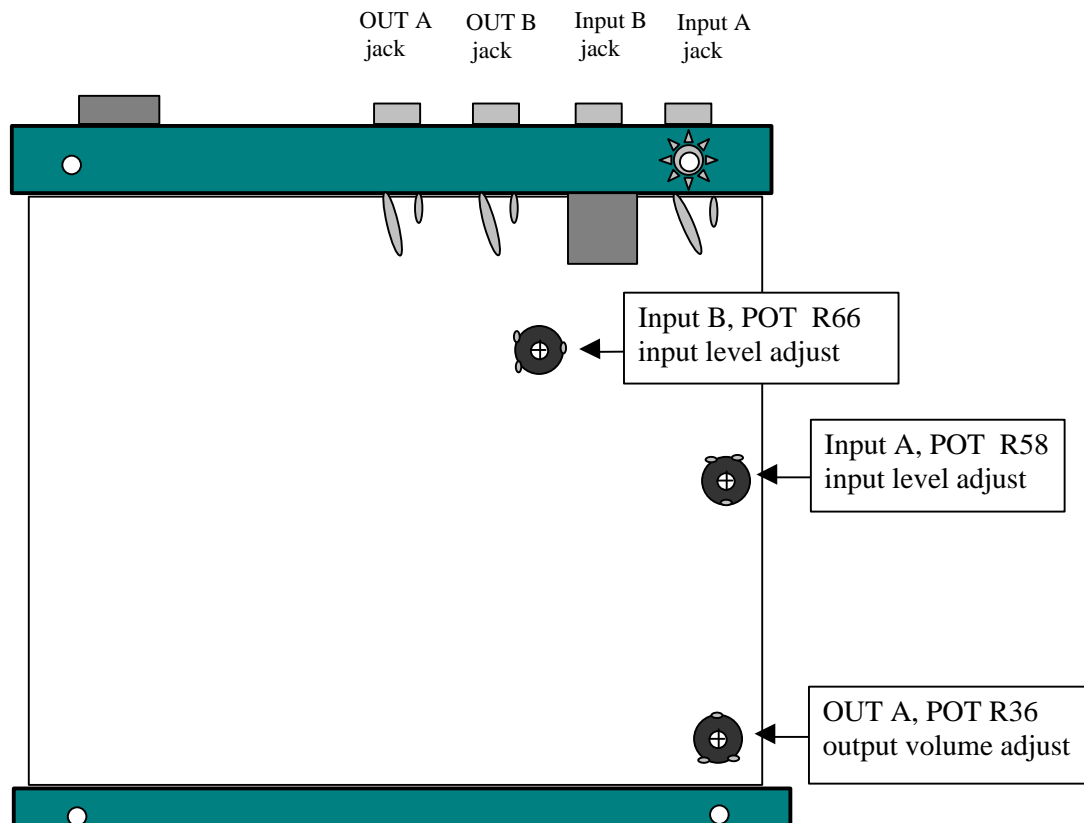 OUT A
jack
OUT B
jack
Input B
jack
Input A
jack
Input B, POT R66
input level adjust
Input A, POT R58
input level adjust
OUT A, POT R36
output volume adjust